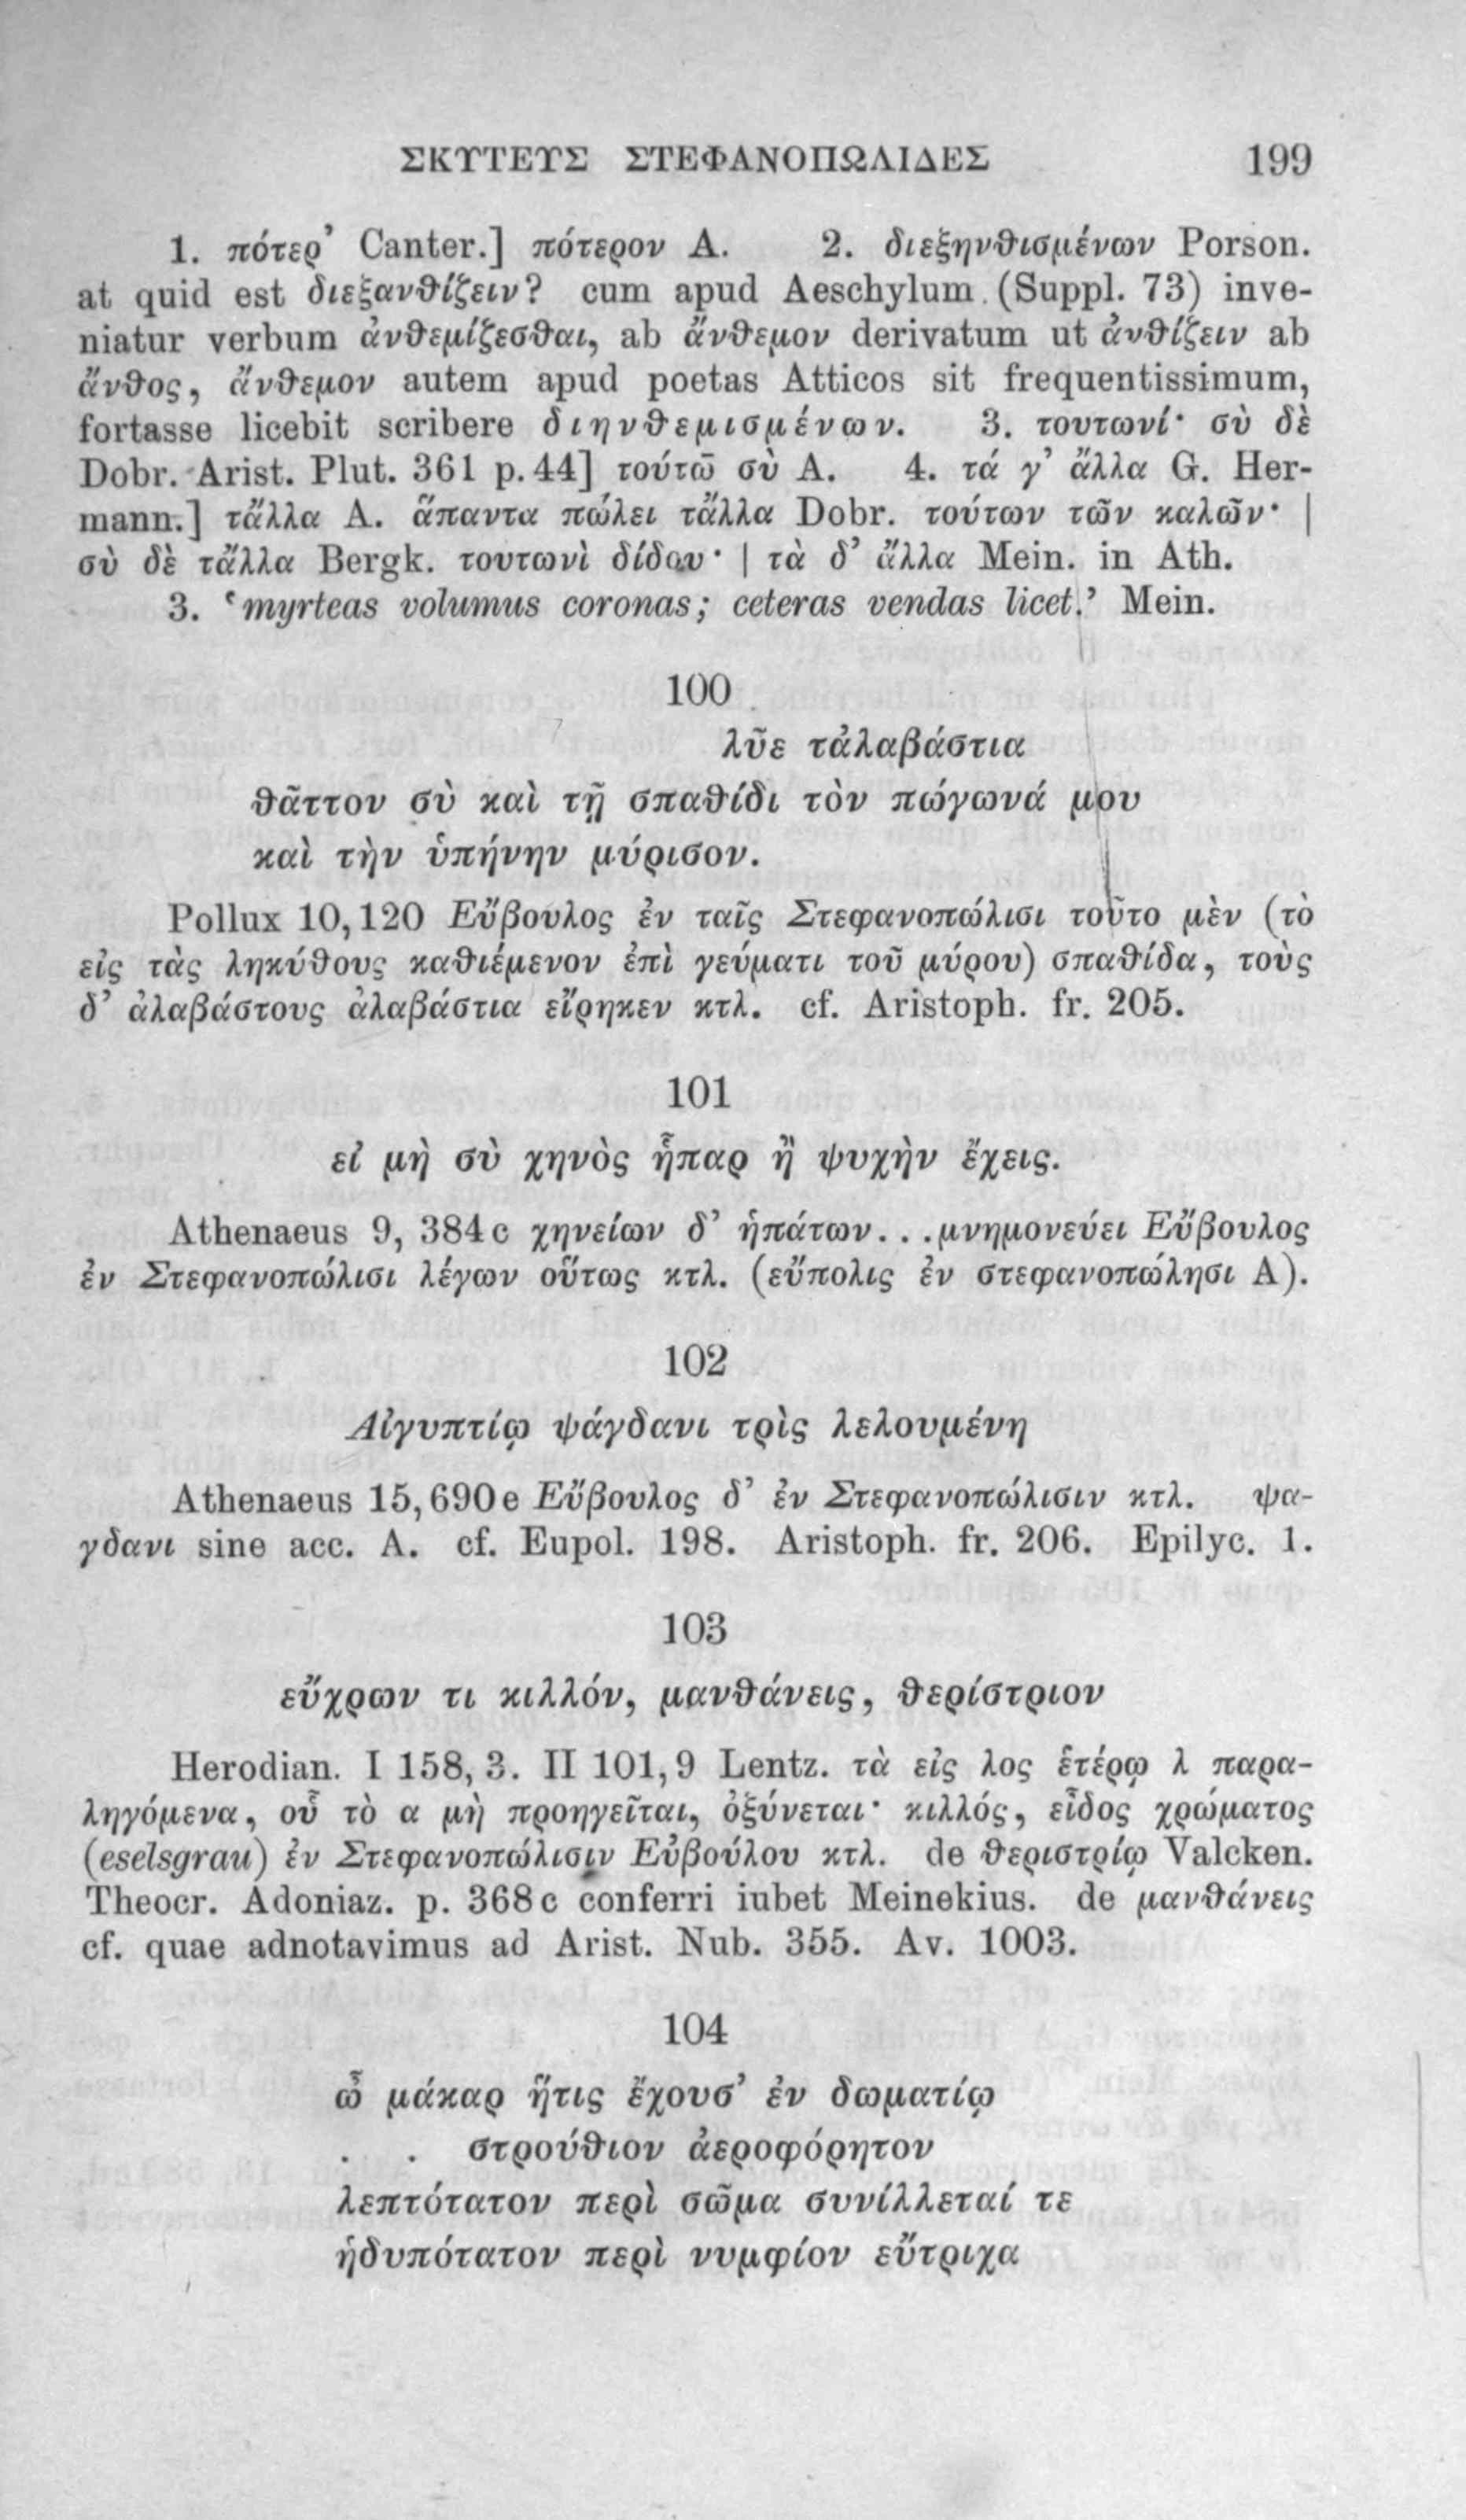 ΣΚΥΤΕΥΣ ΣΤΕΦΑΝΟΠΩΛΙΔΕΣ 199
1. πότερ’ Canter.] πότερον A. 2. διεξηνθισμένων Porson.
at quid est διεξανθίζειν? cum apud Aeschylum (Suppl. 73) inve-
niatur verbum ἀνθεμίζεσθαι, ab ἄνθεμον derivatum ut ἀνθίζειν ab
ἄνθος, ἄνθεμον autem apud poetas Atticos sit frequentissimum,
fortasse licebit scribere διηνθεμισμένων. 3. τουτωνί· σὺ δὲ
Dobr. Arist. Plut. 361 p. 44] τούτῶ σὺ A. 4. τά γ’ ἄλλα G. Her-
mann.] τἄλλα A. ἅπαντα πώλει τἄλλα Dobr. τούτων τῶν καλῶν· |
σὺ δὲ τἄλλα Bergk. τουτωνὶ δίδου· | τὰ δ’ ἄλλα Mein. in Ath.
3. ‘myrteas volumus coronas; ceteras vendas licet.’ Mein.
100
λῦε τἀλαβάστια
θᾶττον σὺ καὶ τῇ σπαθίδι τὸν πώγωνά μου
καὶ τὴν ὑπήνην μύρισον.
Pollux 10,120 Εὔβουλος ἐν ταῖς Στεφανοπώλισι τοῦτο μὲν (τὸ
εἰς τὰς ληκύθους καθιέμενον ἐπὶ γεύματι τοῦ μύρου) σπαθίδα, τοὺς
δ’ ἀλαβάστους ἀλαβάστια εἴρηκεν κτλ. cf. Aristoph. fr. 205.
101
εἰ μὴ σὺ χηνὸς ἧπαρ ἢ ψυχὴν ἔχεις.
Athenaeus 9, 384c χηνείων δ’ ἡπάτων...μνημονεύει Εὔβουλος
ἐν Στεφανοπώλισι λέγων οὕτως κτλ. (εὔπολις ἐν στεφανοπώλησι A).
102
Αἰγυπτίῳ ψάγδανι τρὶς λελουμένη
Athenaeus 15,690e Εὔβουλος δ’ ἐν Στεφανοπώλισιν κτλ. ψα-
γδανι sine acc. A. cf. Eupol. 198. Aristoph. fr. 206. Epilyc. 1.
103
εὔχρων τι κιλλόν, μανθάνεις, θερίστριον
Herodian. I 158, 3. II 101,9 Lentz. τὰ εἰς λος ἑτέρῳ λ παρα-
ληγόμενα, οὗ τὸ α μὴ προηγεῖται, ὀξύνεται· κιλλός, εἶδος χρώματος
(eselsgrau) ἐν Στεφανοπώλισιν Εὐβούλου κτλ. de θεριστρίῳ Valcken.
Theocr. Adoniaz. p. 368c conferri iubet Meinekius. de μανθάνεις
cf. quae adnotavimus ad Arist. Nub. 355. Av. 1003.
104
ὦ μάκαρ ἥτις ἔχουσ’ ἐν δωματίῳ
. . στρούθιον ἀεροφόρητον
λεπτότατον περὶ σῶμα συνίλλεταί τε
ἡδυπότατον περὶ νυμφίον εὔτριχα